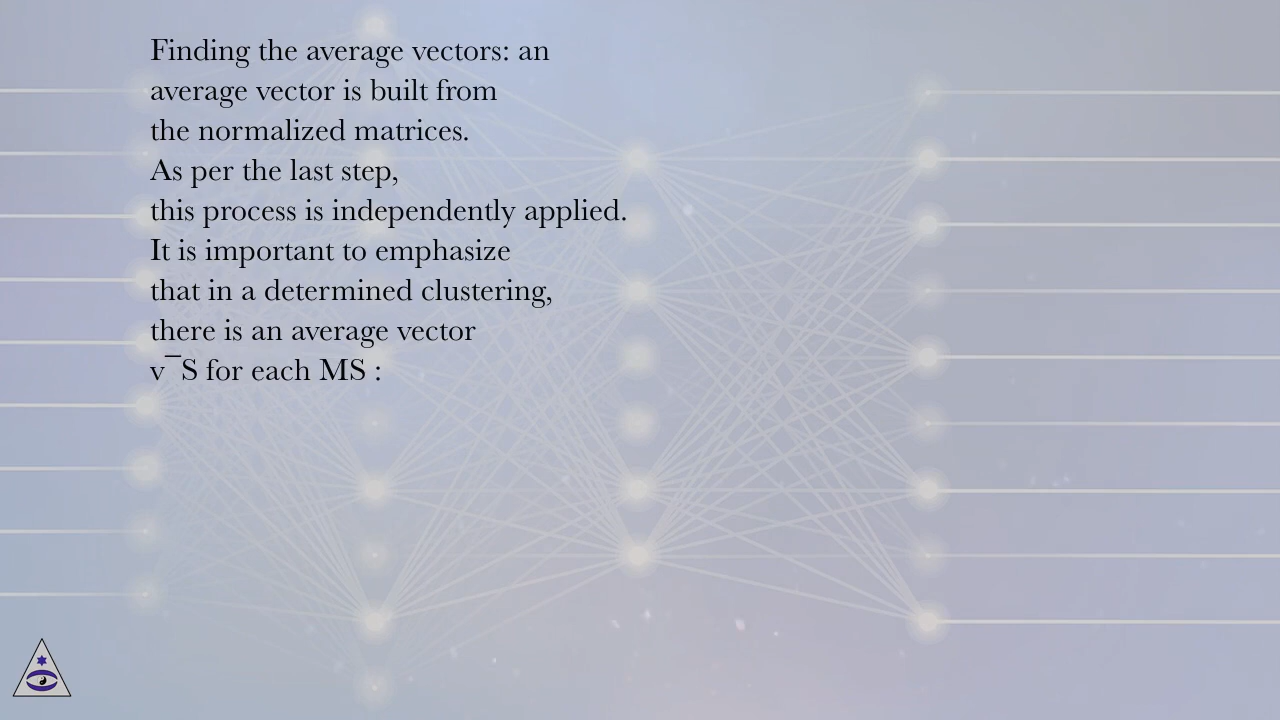 Finding the average vectors: an
average vector is built from
the normalized matrices.
As per the last step,
this process is independently applied.
It is important to emphasize
that in a determined clustering,
there is an average vector
v¯S for each MS :